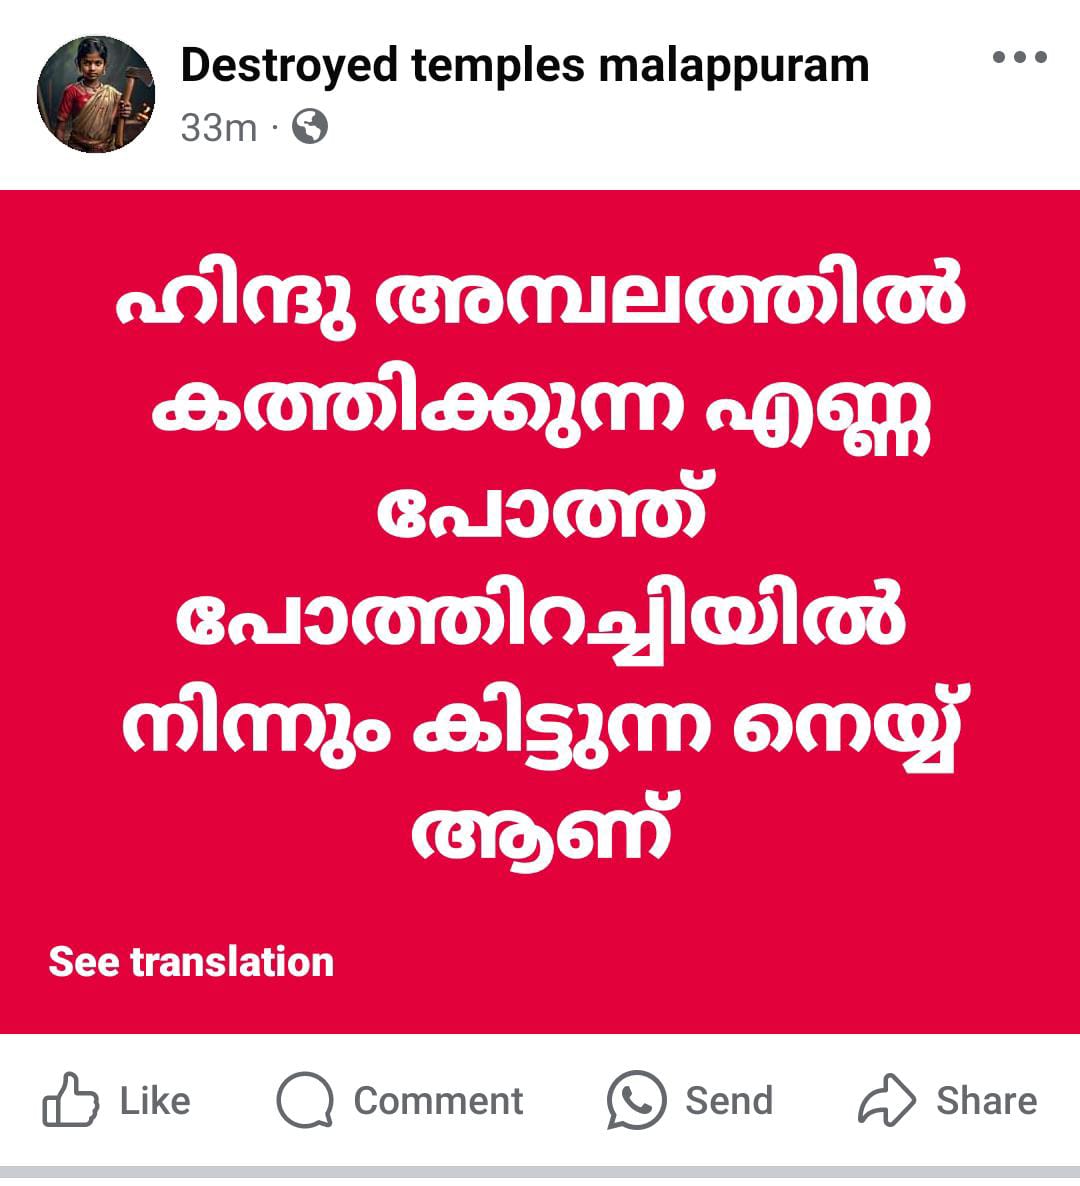 Destroyed temples malappuram
33m ·
ഹിന്ദു അമ്പലത്തിൽ
കത്തിക്കുന്ന എണ്ണ
പോത്ത്
പോത്തിറച്ചിയിൽ
നിന്നും കിട്ടുന്ന നെയ്യ്
ആണ്
See translation
Like Comment Send Share